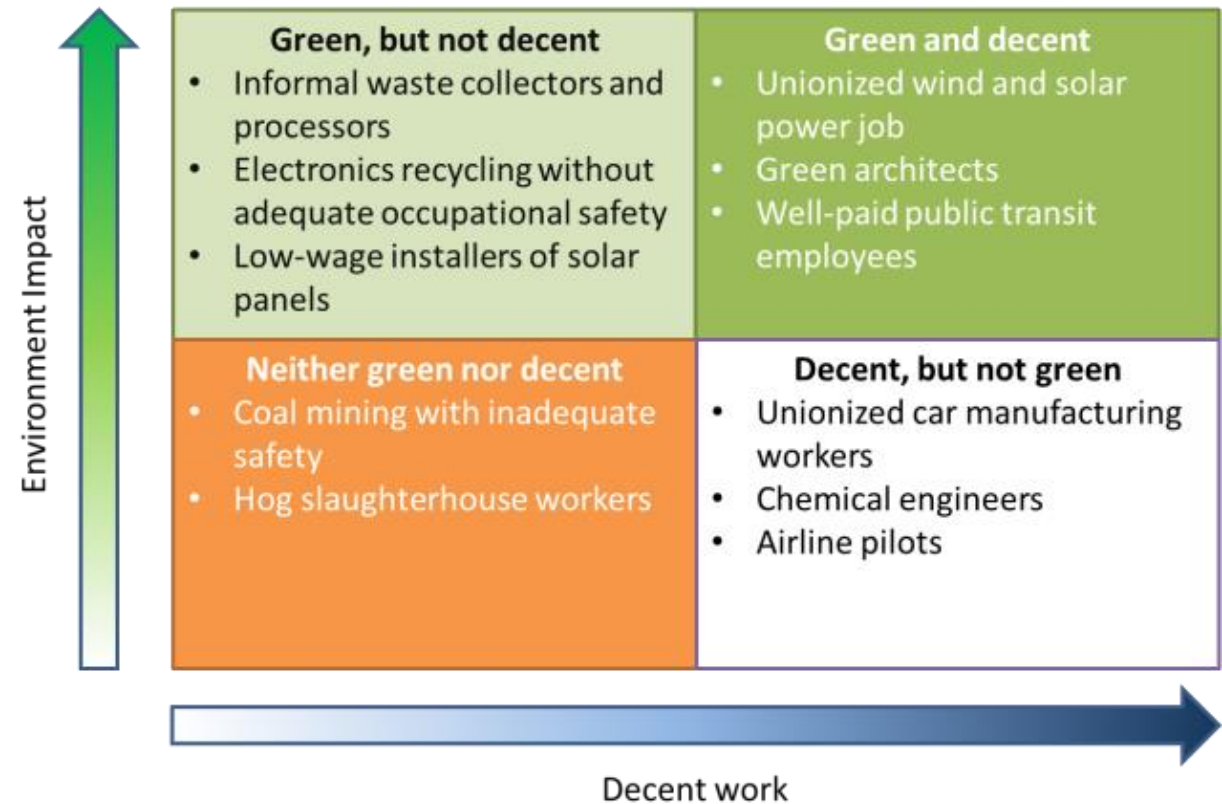 Environment Impact
Green, but not decent
• Informal waste collectors and
processors
• Electronics recycling without
adequate occupational safety
• Low-wage installers of solar
panels
Green and decent
• Unionized wind and solar
power job
• Green architects
• Well-paid public transit
employees
Neither green nor decent
• Coal mining with inadequate
safety
• Hog slaughterhouse workers
Decent, but not green
• Unionized car manufacturing
workers
• Chemical engineers
• Airline pilots
Decent work